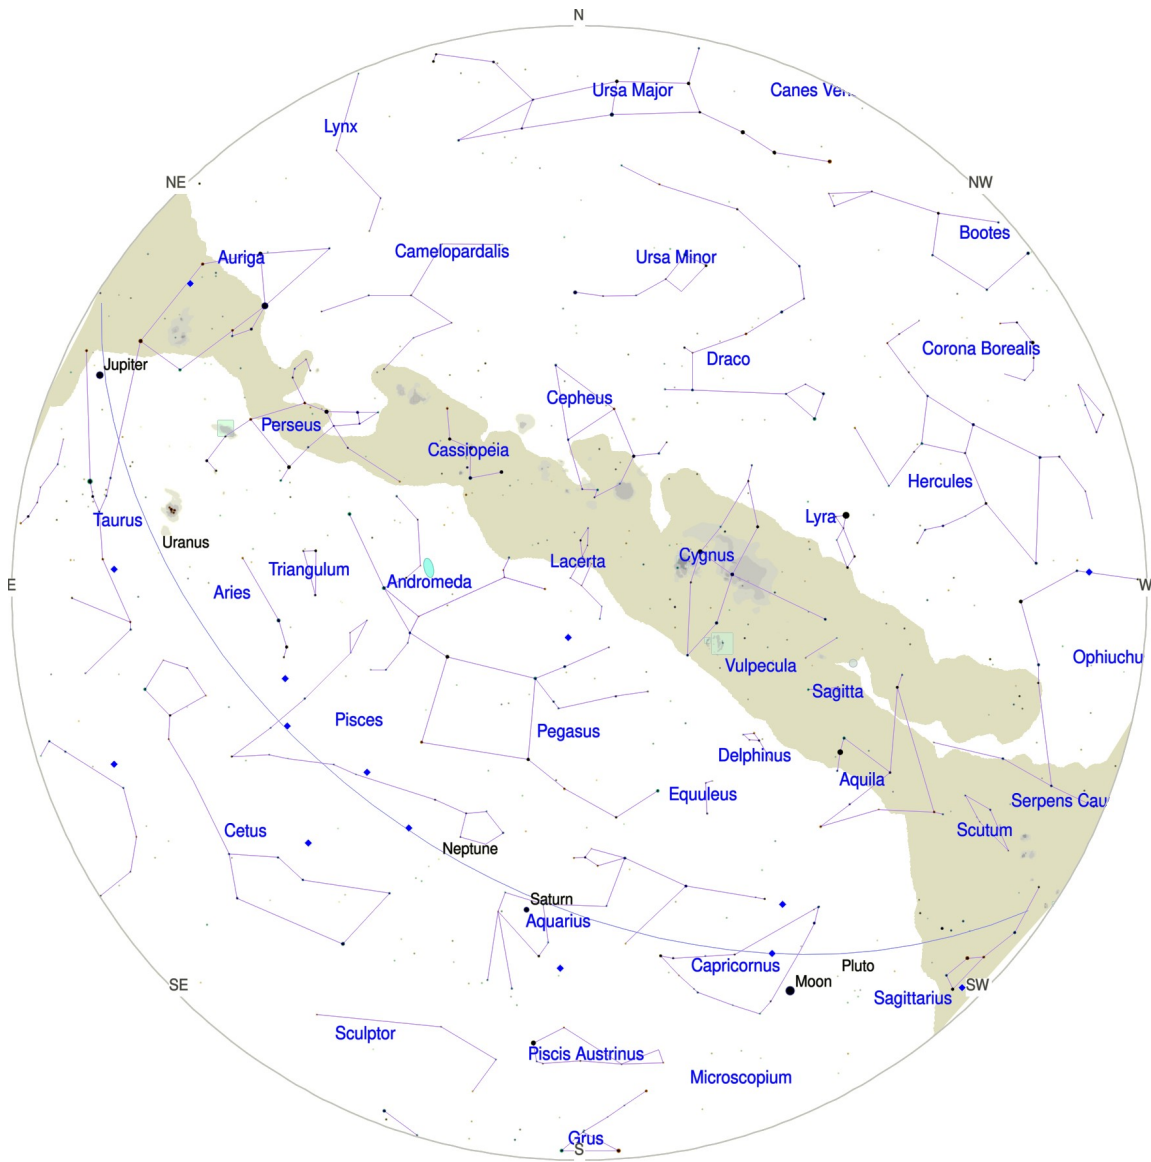 N
Ursa Major
Canes Ven
Lynx
NE
NW
Bootes
Auriga
Camelopardalis
Ursa Minor
Corona Borealis
Draco
Jupiter
Cepheus
Perseus
Cassiopeia
Hercules
Taurus
Lyra
Uranus
Cygnus
Lacerta
Triangulum
Andromeda
E
Aries
W
Vulpecula
Ophiuchu
Sagitta
Pisces
Pegasus
Delphinus
Aquila
Equuleus
Serpens Cau
Cetus
Scutum
Neptune
Saturn
Aquarius
Capricornus
Pluto
Moon
SE
SW
Sagittarius
Sculptor
Piscis Austrinus
Microscopium
Grus
S